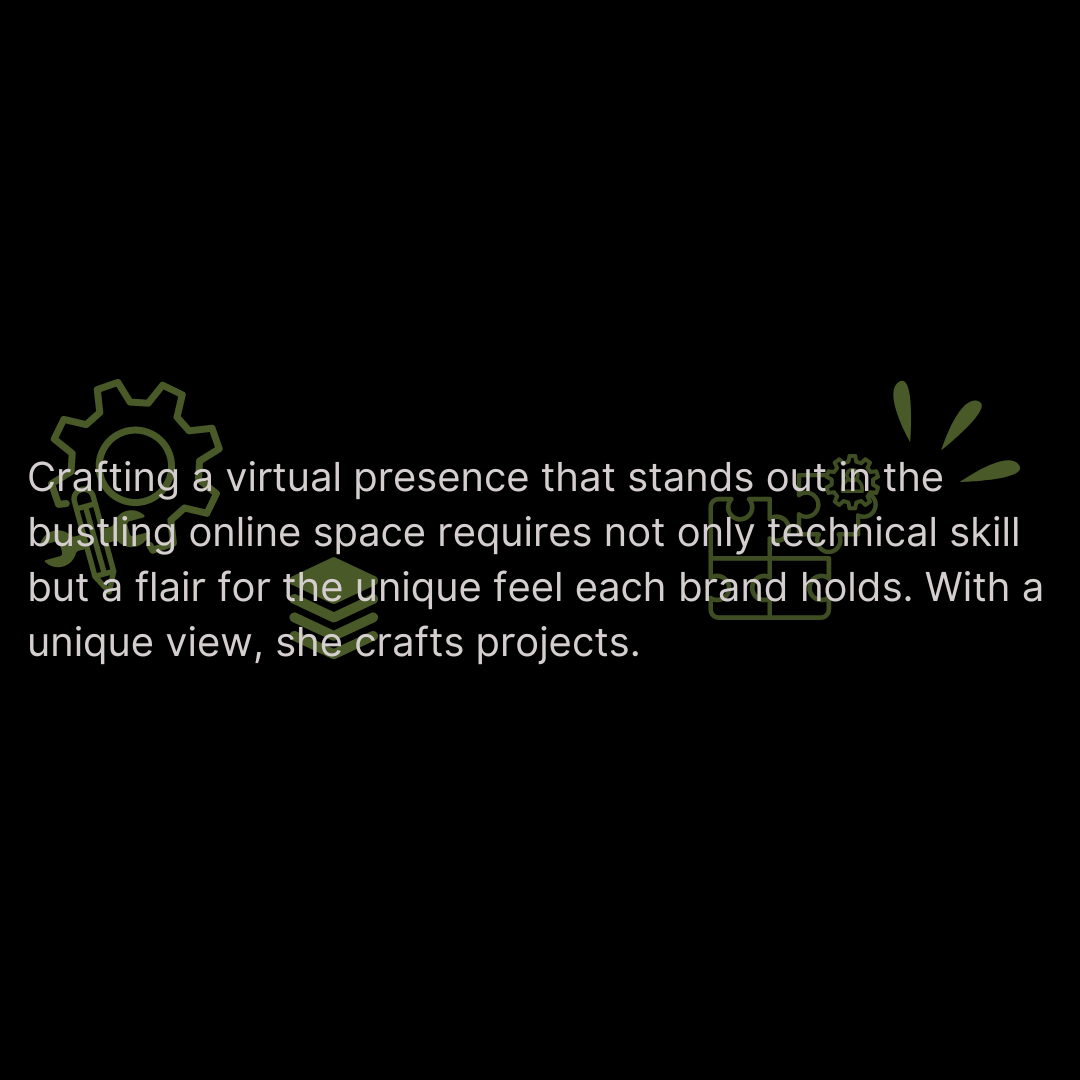 Crafting a virtual presence that stands out in the
bustling online space requires not only technical skill
but a flair for the unique feel each brand holds. With a
unique view, she crafts projects.